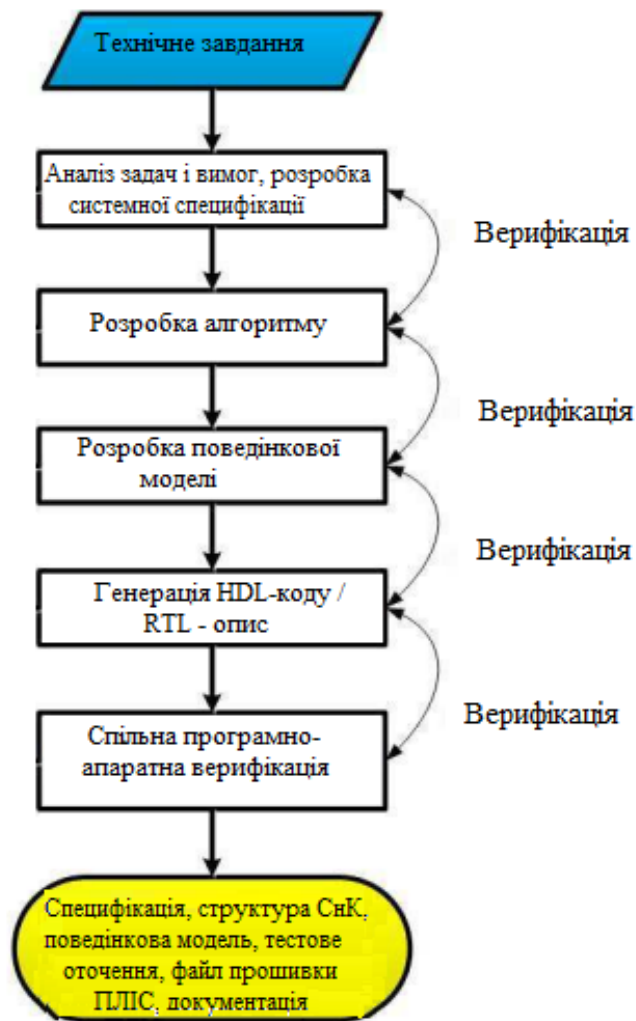 Технічне завдання
Аналіз задач і вимог, розробка
системної специфікації
Верифікація
Розробка алгоритму
Верифікація
Розробка поведінкової
моделі
Верифікація
Генерація HDL-коду /
RTL - опис
Верифікація
Спільна програмно-
апаратна верифікація
Специфікація, структура СнК,
поведінкова модель, тестове
оточення, файл прошивки
ПЛІС, документація